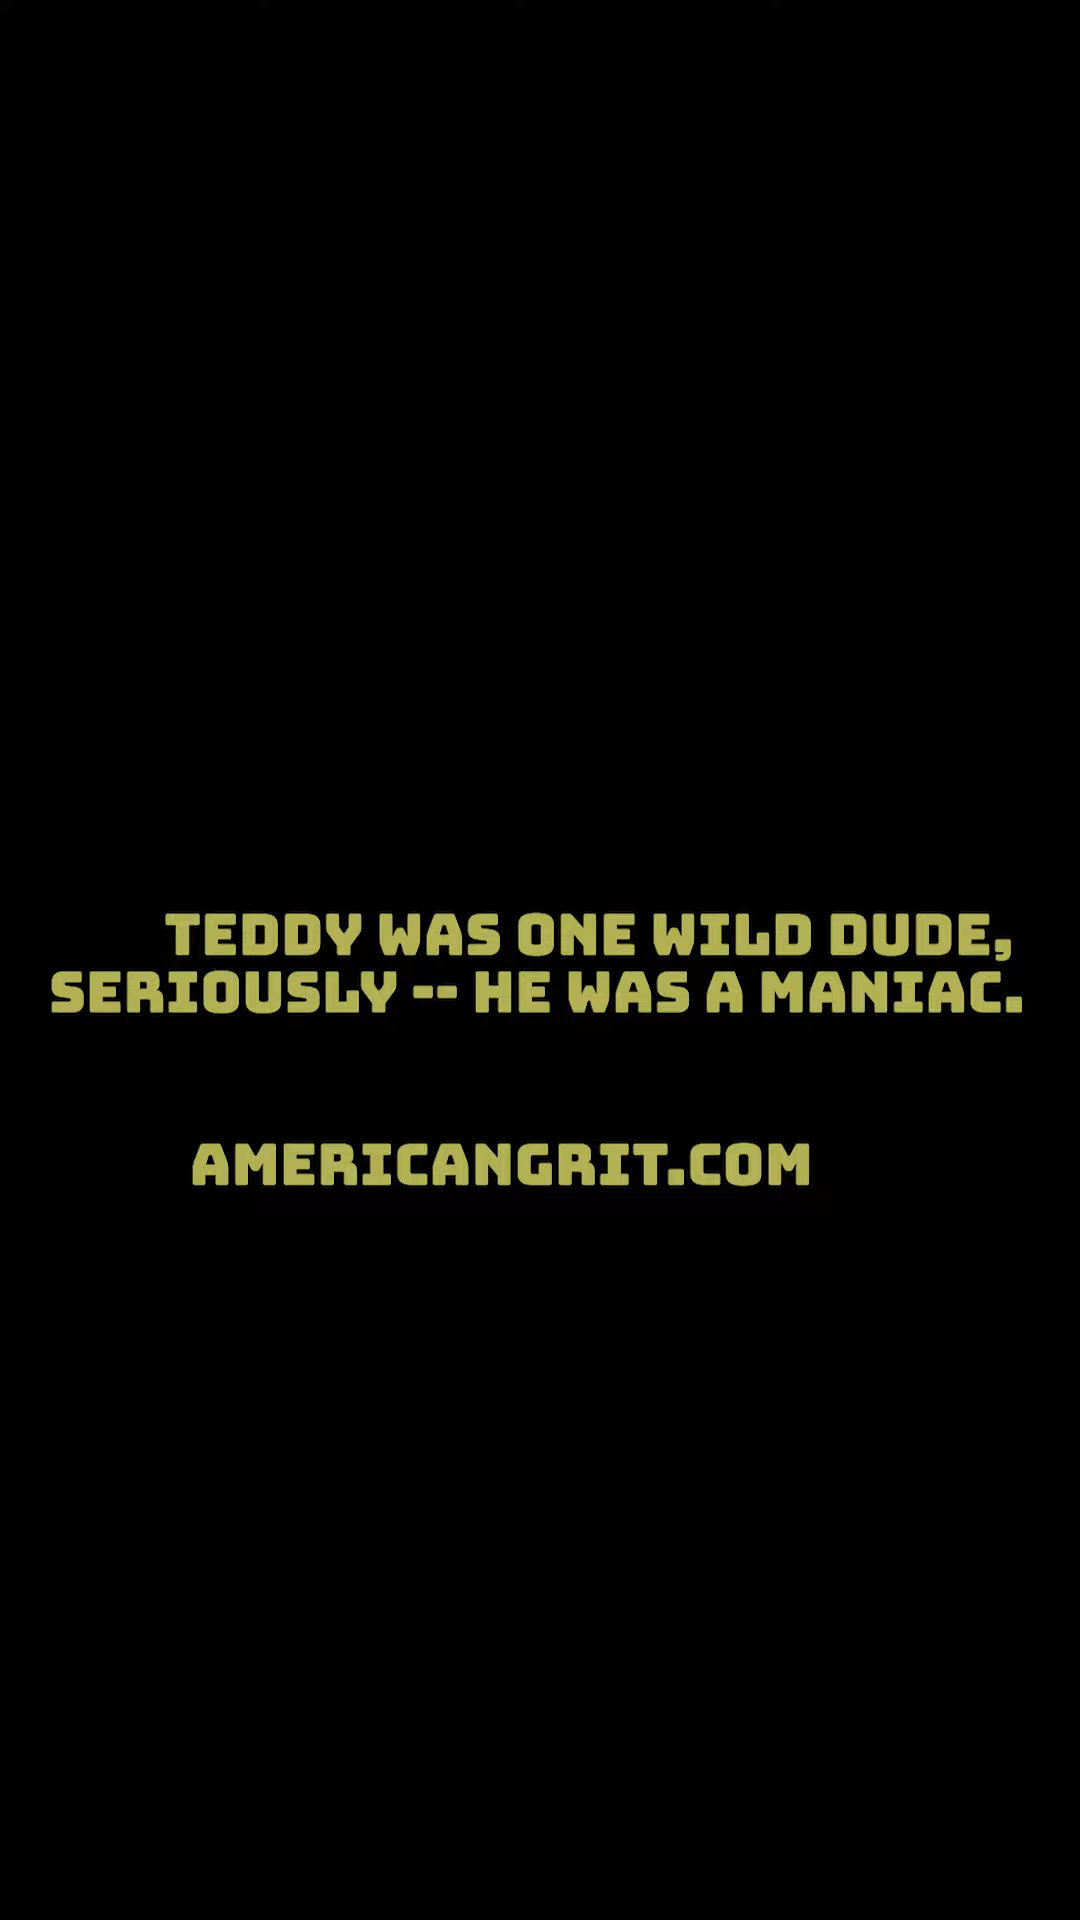 TEDDY WAS ONE WILD DUDE,
SERIOUSLY -- HE WAS A MANIAC.
AMERICANGRIT.COM